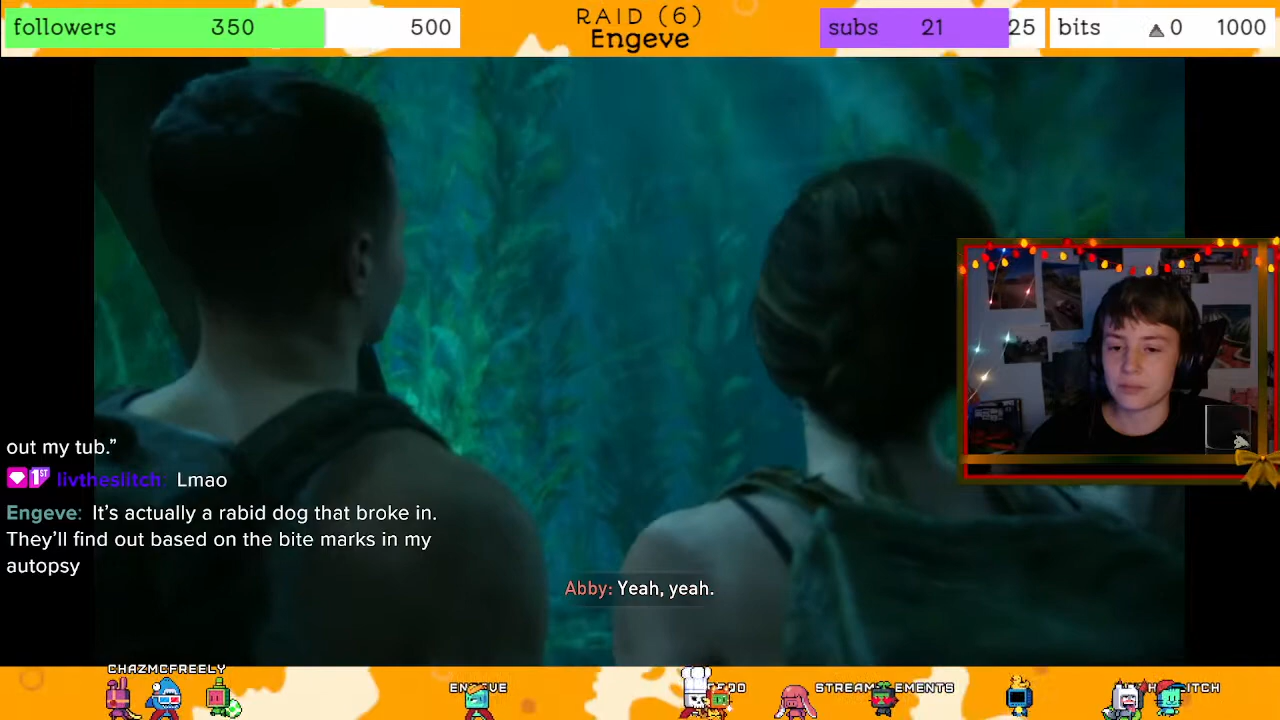 followers 350 500
RAID (6)
Engeve
subs 21 25
bits 0 1000
out my tub.”
1ST livtheslitch: Lmao
Engeve: It’s actually a rabid dog that broke in.
They’ll find out based on the bite marks in my
autopsy
Abby: Yeah, yeah.
CHAZMCFREELY